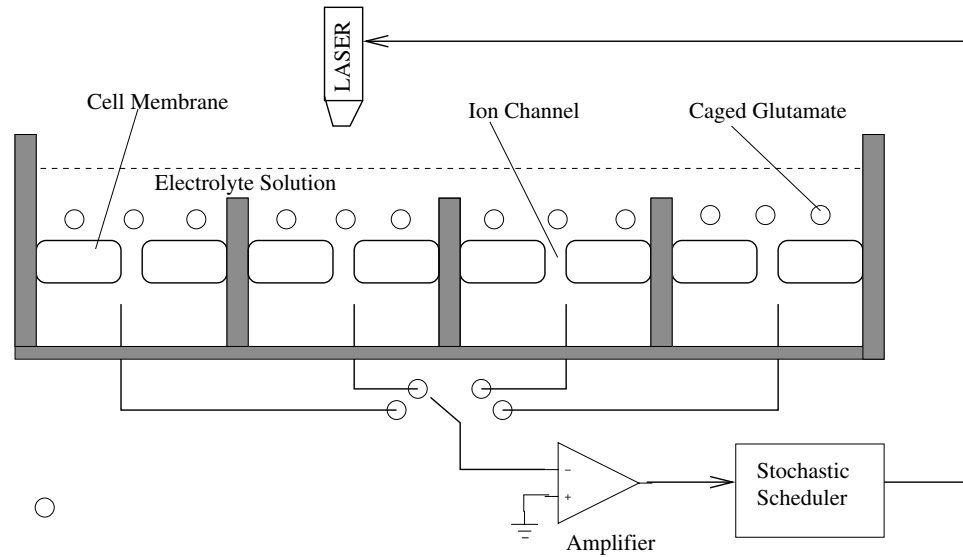 LASER
Cell Membrane
Ion Channel
Caged Glutamate
Electrolyte Solution
−
+
Stochastic
Scheduler
Amplifier